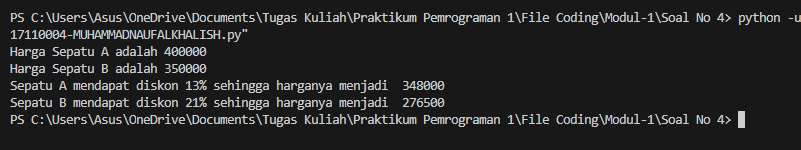 PS C:\Users\Asus\OneDrive\Documents\Tugas Kuliah\Praktikum Pemrograman 1\File Coding\Modul-1\Soal No 4> python -u
17110004-MUHAMMADNAUFALKHALISH.py"
Harga Sepatu A adalah 400000
Harga Sepatu B adalah 350000
Sepatu A mendapat diskon 13% sehingga harganya menjadi  348000
Sepatu B mendapat diskon 21% sehingga harganya menjadi  276500
PS C:\Users\Asus\OneDrive\Documents\Tugas Kuliah\Praktikum Pemrograman 1\File Coding\Modul-1\Soal No 4>